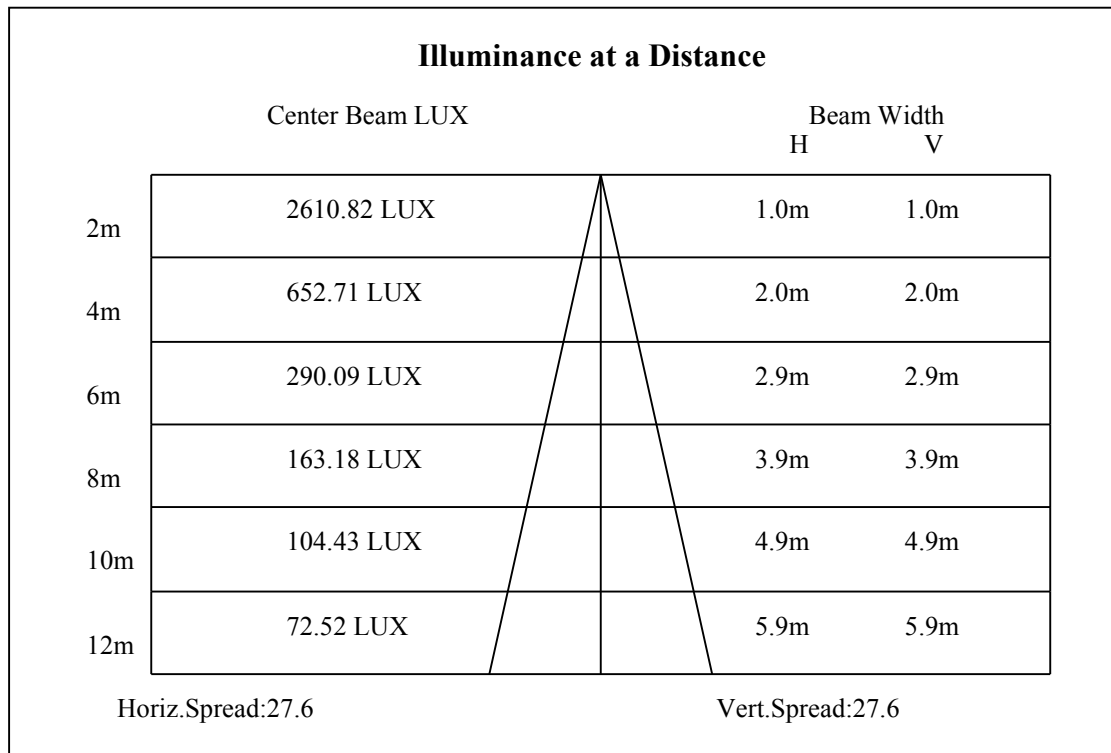 Illuminance at a Distance
Center Beam LUX Beam Width
H V
2m 2610.82 LUX 1.0m 1.0m
4m 652.71 LUX 2.0m 2.0m
6m 290.09 LUX 2.9m 2.9m
8m 163.18 LUX 3.9m 3.9m
10m 104.43 LUX 4.9m 4.9m
12m 72.52 LUX 5.9m 5.9m
Horiz.Spread:27.6 Vert.Spread:27.6